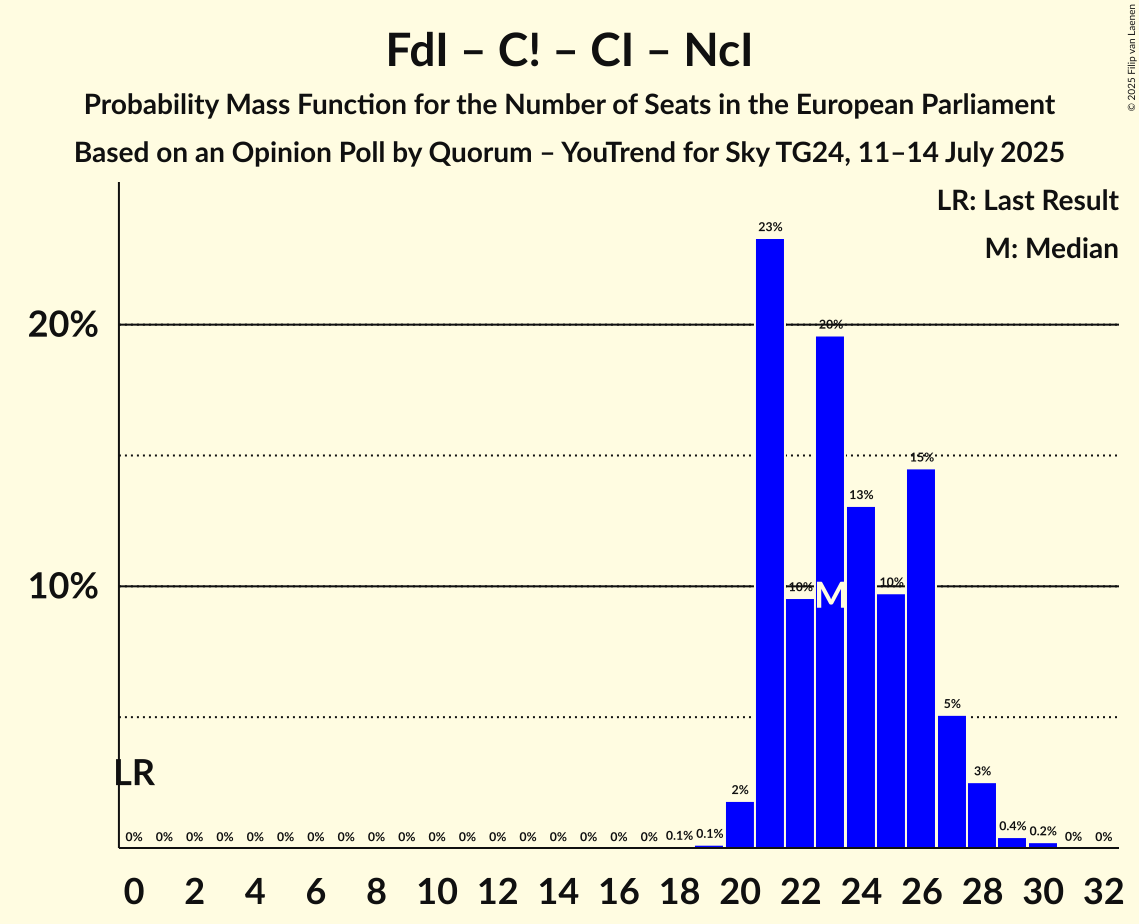 FdI – C! – CI – NcI
Probability Mass Function for the Number of Seats in the European Parliament
Based on an Opinion Poll by Quorum – YouTrend for Sky TG24, 11–14 July 2025
© 2025 Filip van Laenen
LR: Last Result
M: Median
23%
20%
20%
15%
13%
10%
10%
10%
M
5%
3%
LR
2%
0% 0% 0% 0% 0% 0% 0% 0% 0% 0% 0% 0% 0% 0% 0% 0% 0% 0% 0.1% 0.1% 0.4% 0.2% 0% 0%
0 2 4 6 8 10 12 14 16 18 20 22 24 26 28 30 32